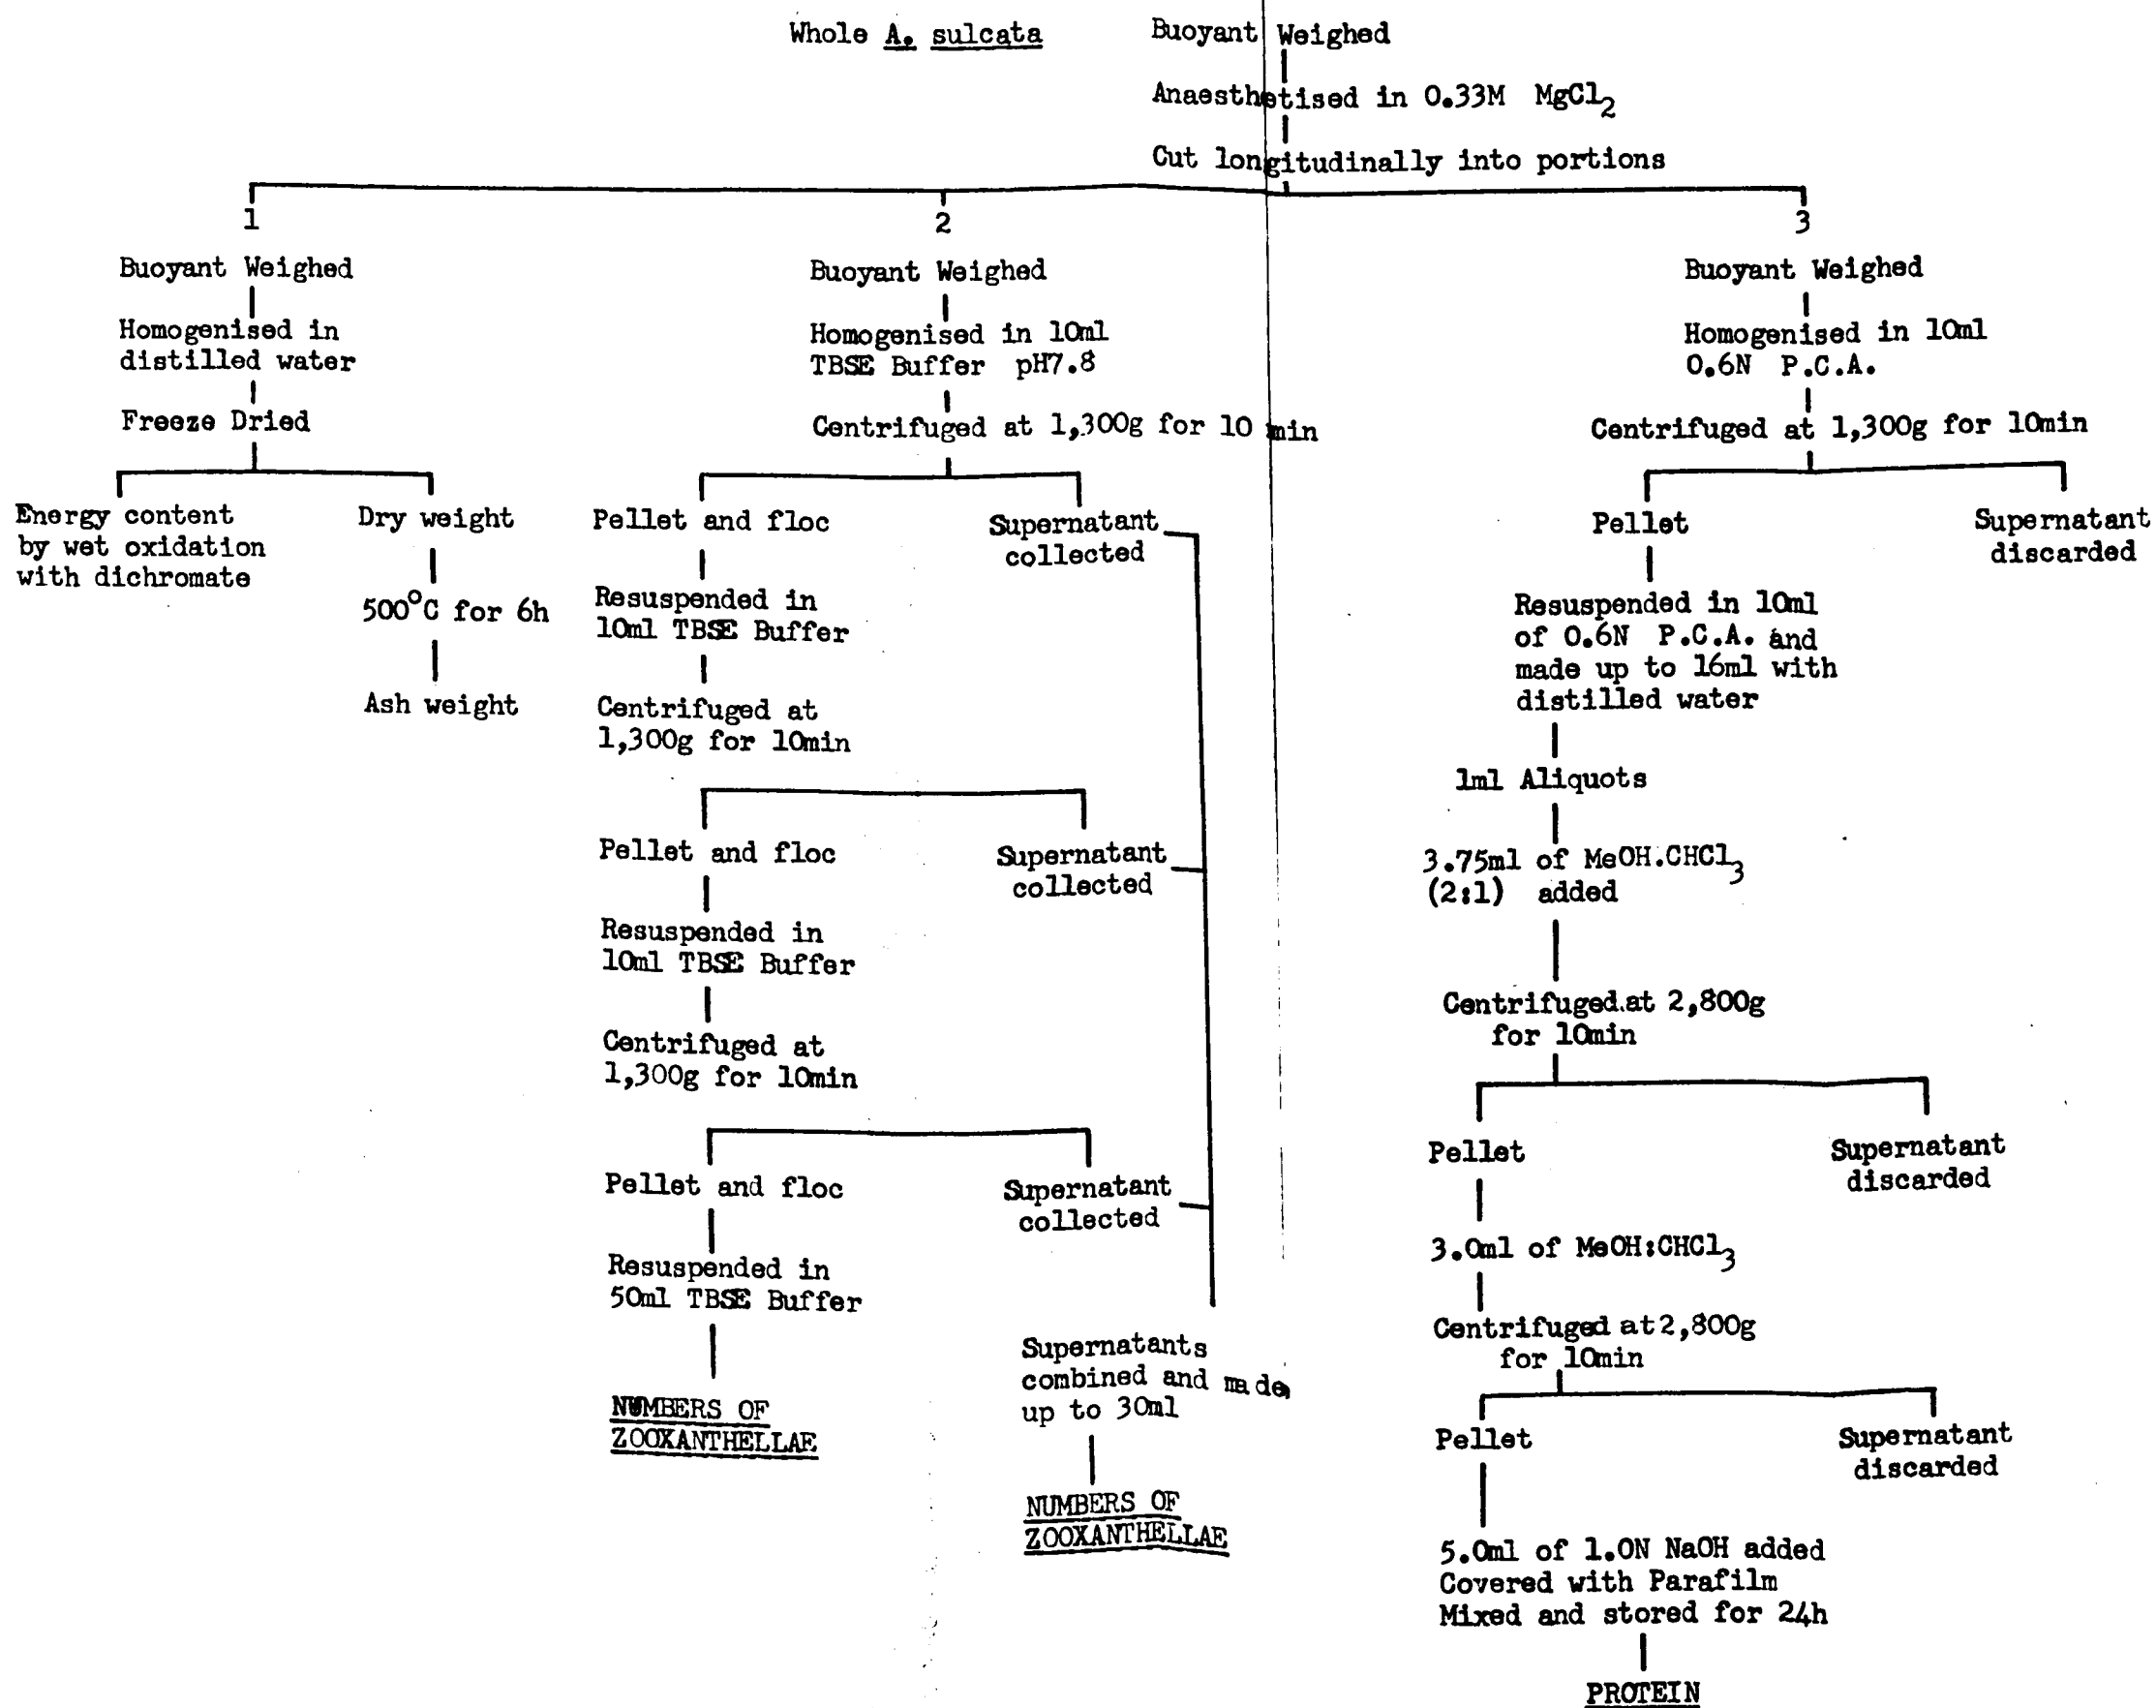 Whole A. sulcata
Buoyant Weighed
Anaesthetised in 0.33M MgCl2
Cut longitudinally into portions
1
Buoyant Weighed
Homogenised in
distilled water
Freeze Dried
Energy content
by wet oxidation
with dichromate
Dry weight
500°C for 6h
Ash weight
2
Buoyant Weighed
Homogenised in 10ml
TBSE Buffer pH7.8
Centrifuged at 1,300g for 10 min
Pellet and floc
Supernatant
collected
Resuspended in
10ml TBSE Buffer
Centrifuged at
1,300g for 10min
Pellet and floc
Supernatant
collected
Resuspended in
10ml TBSE Buffer
Centrifuged at
1,300g for 10min
Pellet and floc
Supernatant
collected
Resuspended in
50ml TBSE Buffer
NUMBERS OF
ZOOXANTHELLAE
Supernatants
combined and made
up to 30ml
NUMBERS OF
ZOOXANTHELLAE
3
Buoyant Weighed
Homogenised in 10ml
0.6N P.C.A.
Centrifuged at 1,300g for 10min
Pellet
Supernatant
discarded
Resuspended in 10ml
of 0.6N P.C.A. and
made up to 16ml with
distilled water
1ml Aliquots
3.75ml of MeOH.CHCl3
(2:1) added
Centrifuged at 2,800g
for 10min
Pellet
Supernatant
discarded
3.0ml of MeOH:CHCl3
Centrifuged at 2,800g
for 10min
Pellet
Supernatant
discarded
5.0ml of 1.0N NaOH added
Covered with Parafilm
Mixed and stored for 24h
PROTEIN